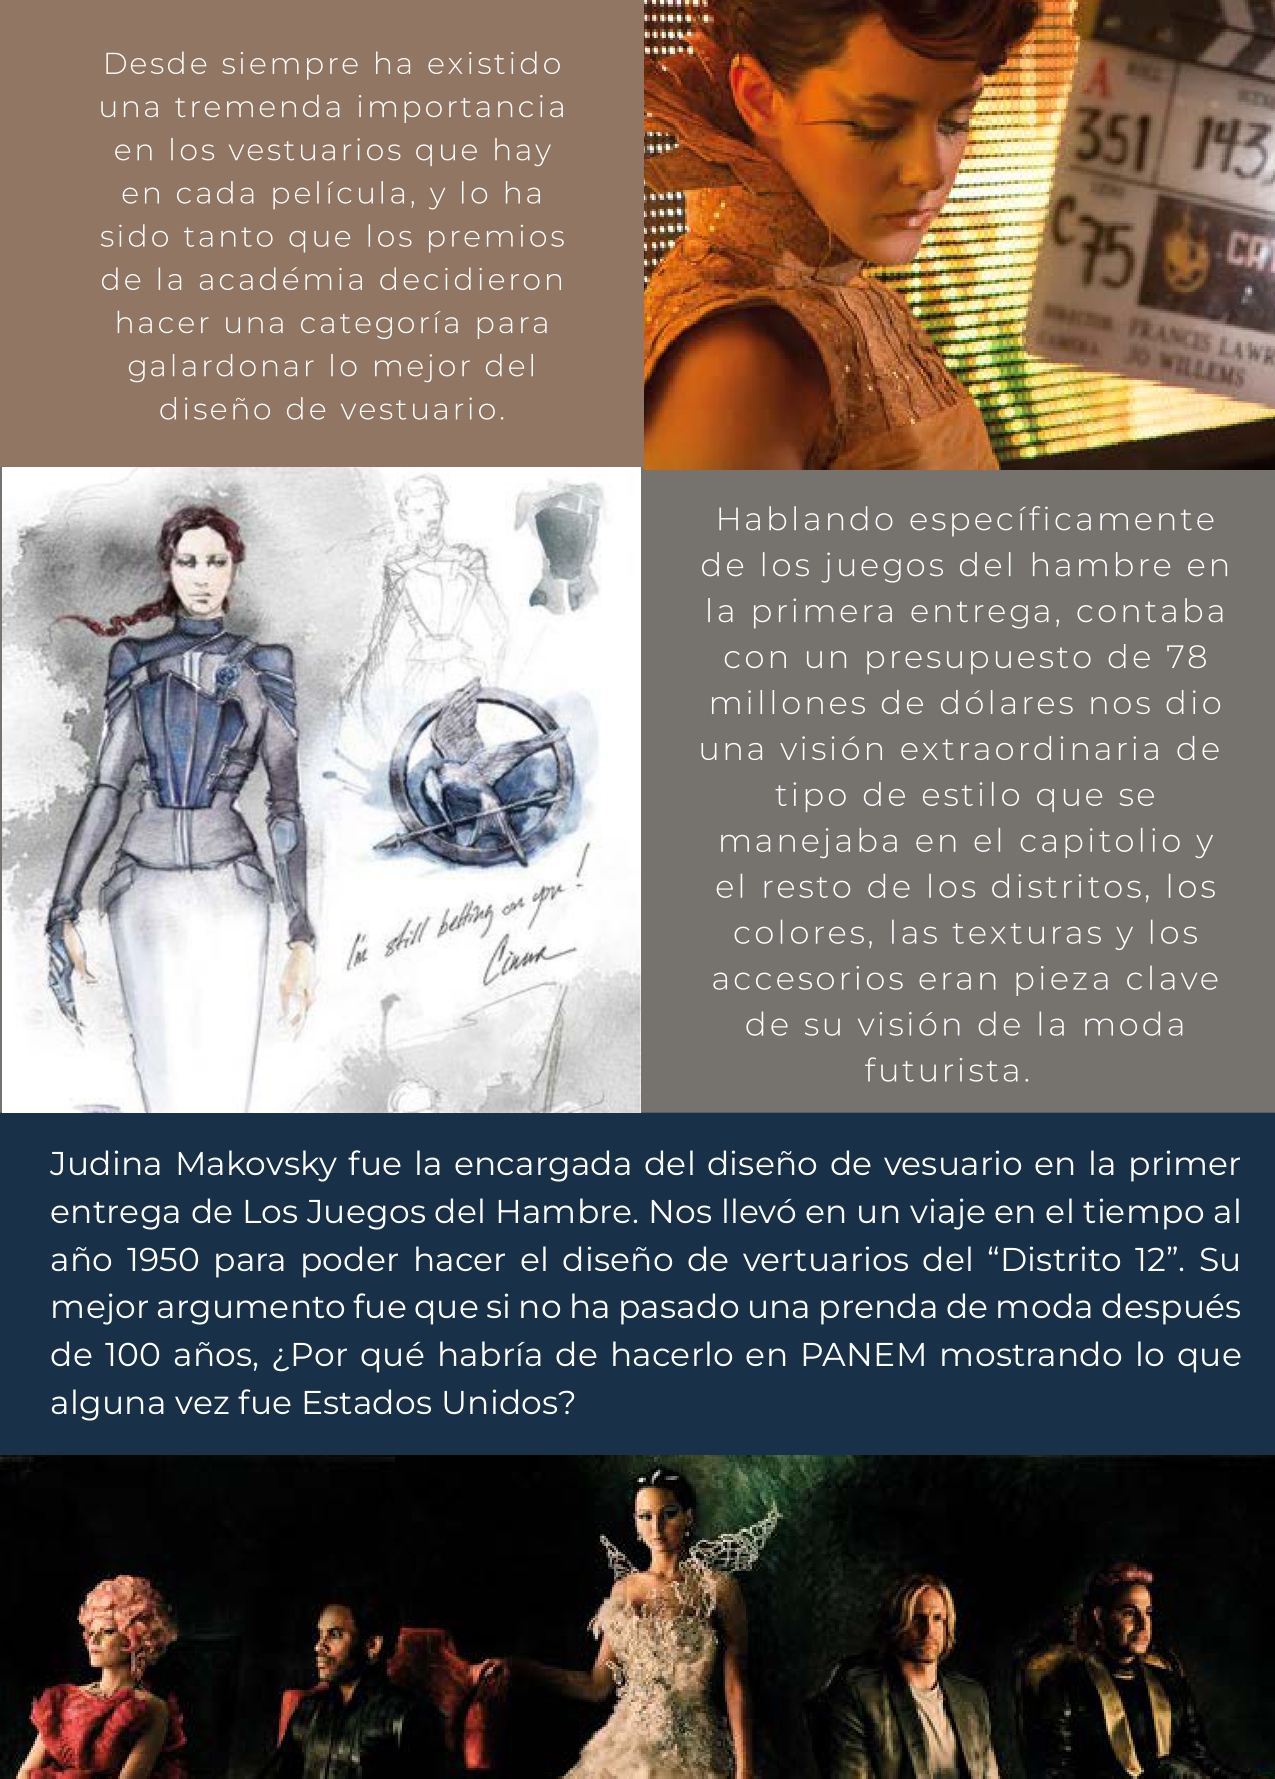 Desde siempre ha existido
una tremenda importancia
en los vestuarios que hay
en cada película, y lo ha
sido tanto que los premios
de la académia decidieron
hacer una categoría para
galardonar lo mejor del
diseño de vestuario.
A
351
143
C75
CAT
DIRECTOR FRANCIS LAWR
CAMERA JO WILLEMS
Hablando específicamente
de los juegos del hambre en
la primera entrega, contaba
con un presupuesto de 78
millones de dólares nos dio
una visión extraordinaria de
tipo de estilo que se
manejaba en el capitolio y
el resto de los distritos, los
colores, las texturas y los
accesorios eran pieza clave
de su visión de la moda
futurista.
I'm still betting on you!
Cinna
Judina Makovsky fue la encargada del diseño de vesuario en la primer
entrega de Los Juegos del Hambre. Nos llevó en un viaje en el tiempo al
año 1950 para poder hacer el diseño de vertuarios del “Distrito 12”. Su
mejor argumento fue que si no ha pasado una prenda de moda después
de 100 años, ¿Por qué habría de hacerlo en PANEM mostrando lo que
alguna vez fue Estados Unidos?